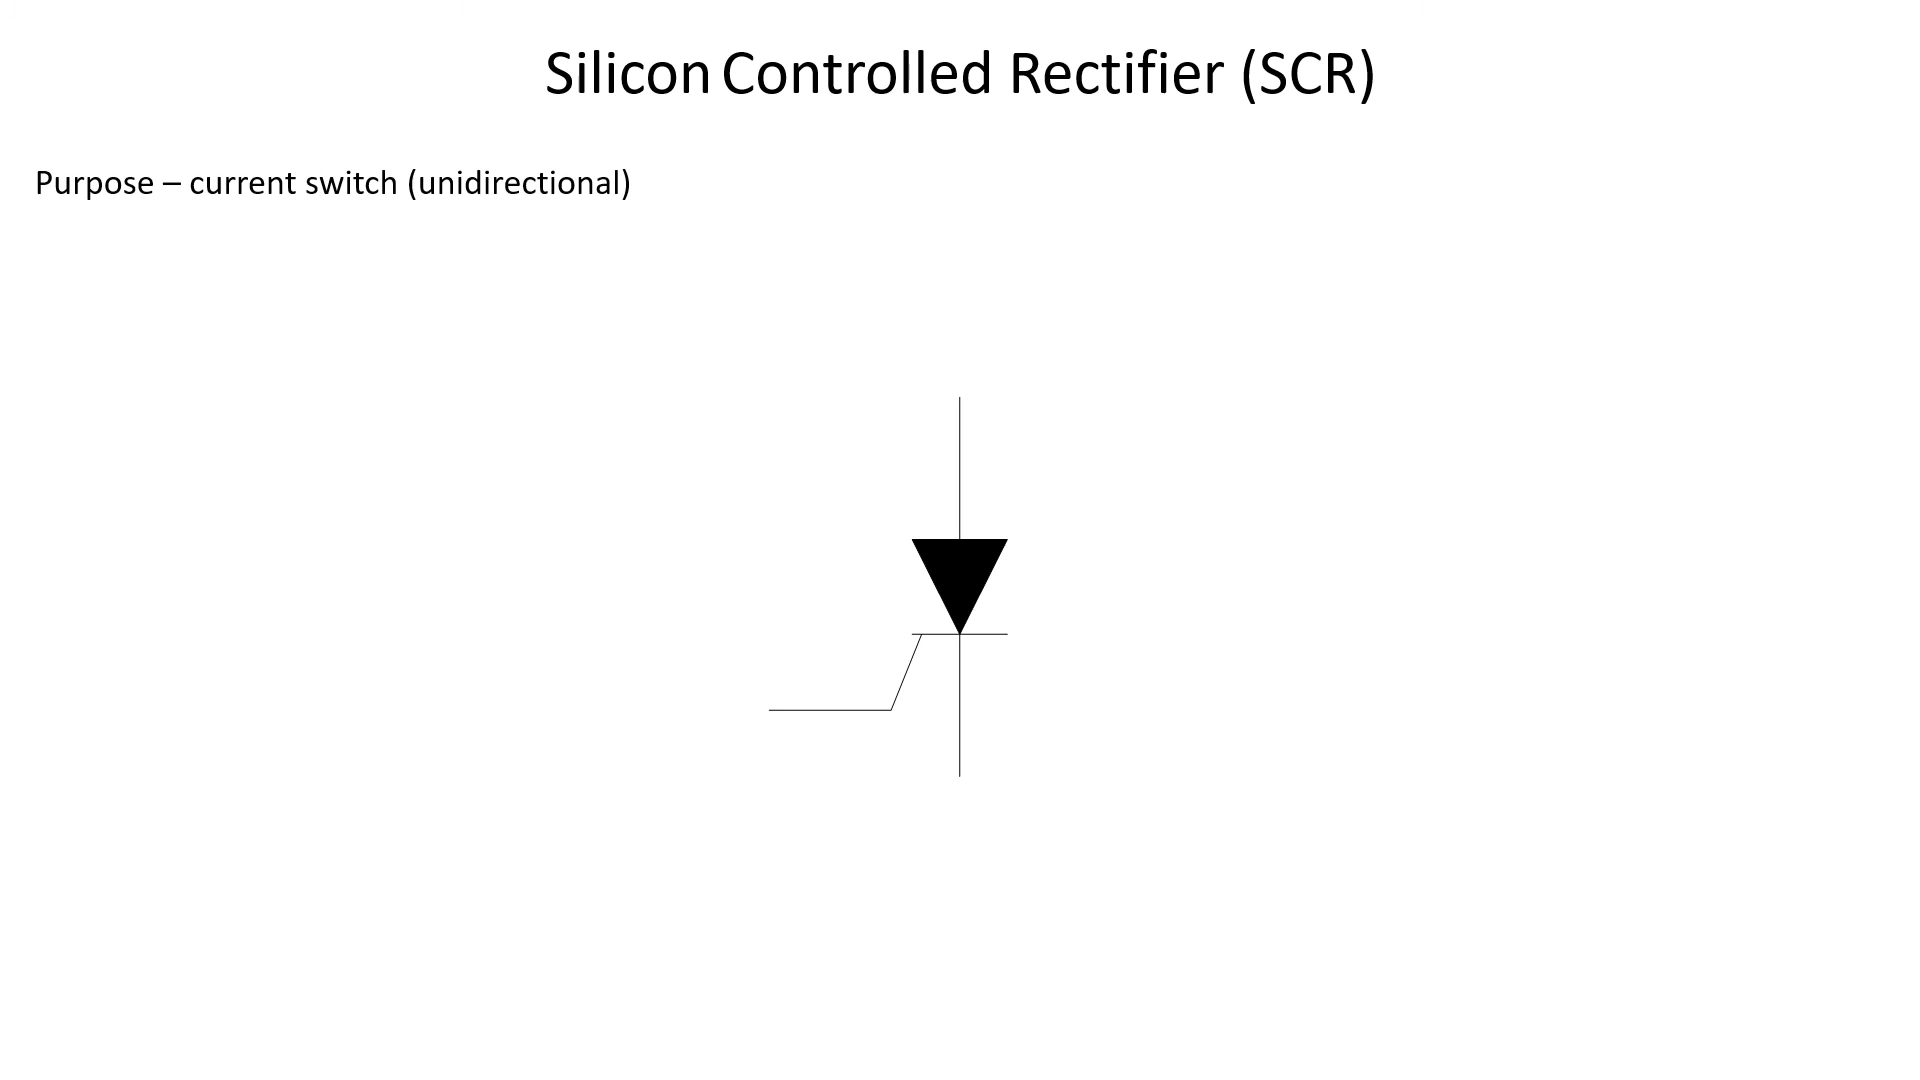 Silicon Controlled Rectifier (SCR)
Purpose – current switch (unidirectional)